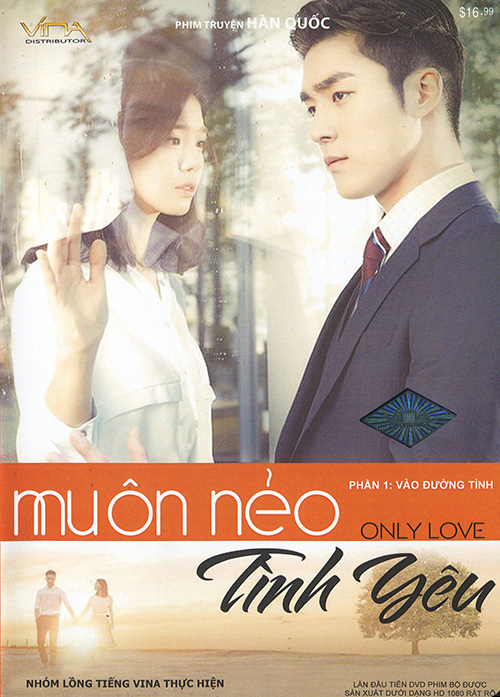 VINA
DISTRIBUTOR
PHIM TRUYỆN HÀN QUỐC
$16.99
PHẦN 1: VÀO ĐƯỜNG TÌNH
muôn nẻo
ONLY LOVE
Tình Yêu
NHÓM LỒNG TIẾNG VINA THỰC HIỆN
LẦN ĐẦU TIÊN DVD PHIM BỘ ĐƯỢC
SẢN XUẤT DƯỚI DẠNG HD 1080 RẤT RÕ